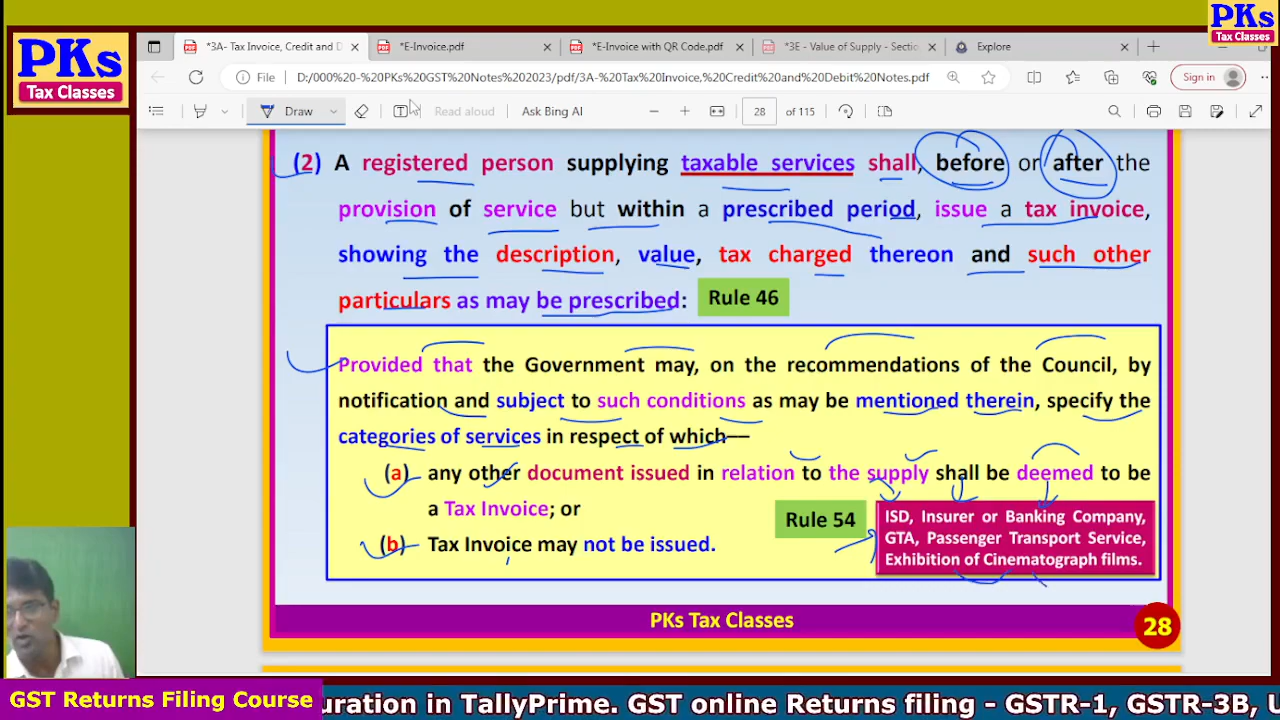 PKs
Tax Classes
PKs
Tax Classes
*3A- Tax Invoice, Credit and D
*E-Invoice.pdf
*E-Invoice with QR Code.pdf
*3E - Value of Supply - Sectio
Explore
File
D:/000%20-%20PKs%20GST%20Notes%202023/pdf/3A-%20Tax%20Invoice,%20Credit%20and%20Debit%20Notes.pdf
Sign in
Draw
Read aloud
Ask Bing AI
28
of 115
(2) A registered person supplying taxable services shall, before or after the
provision of service but within a prescribed period, issue a tax invoice,
showing the description, value, tax charged thereon and such other
particulars as may be prescribed: Rule 46
Provided that the Government may, on the recommendations of the Council, by
notification and subject to such conditions as may be mentioned therein, specify the
categories of services in respect of which—
(a) any other document issued in relation to the supply shall be deemed to be
a Tax Invoice; or
(b) Tax Invoice may not be issued.
Rule 54
ISD, Insurer or Banking Company,
GTA, Passenger Transport Service,
Exhibition of Cinematograph films.
PKs Tax Classes
28
GST Returns Filing Course
uration in TallyPrime. GST online Returns filing - GSTR-1, GSTR-3B, U